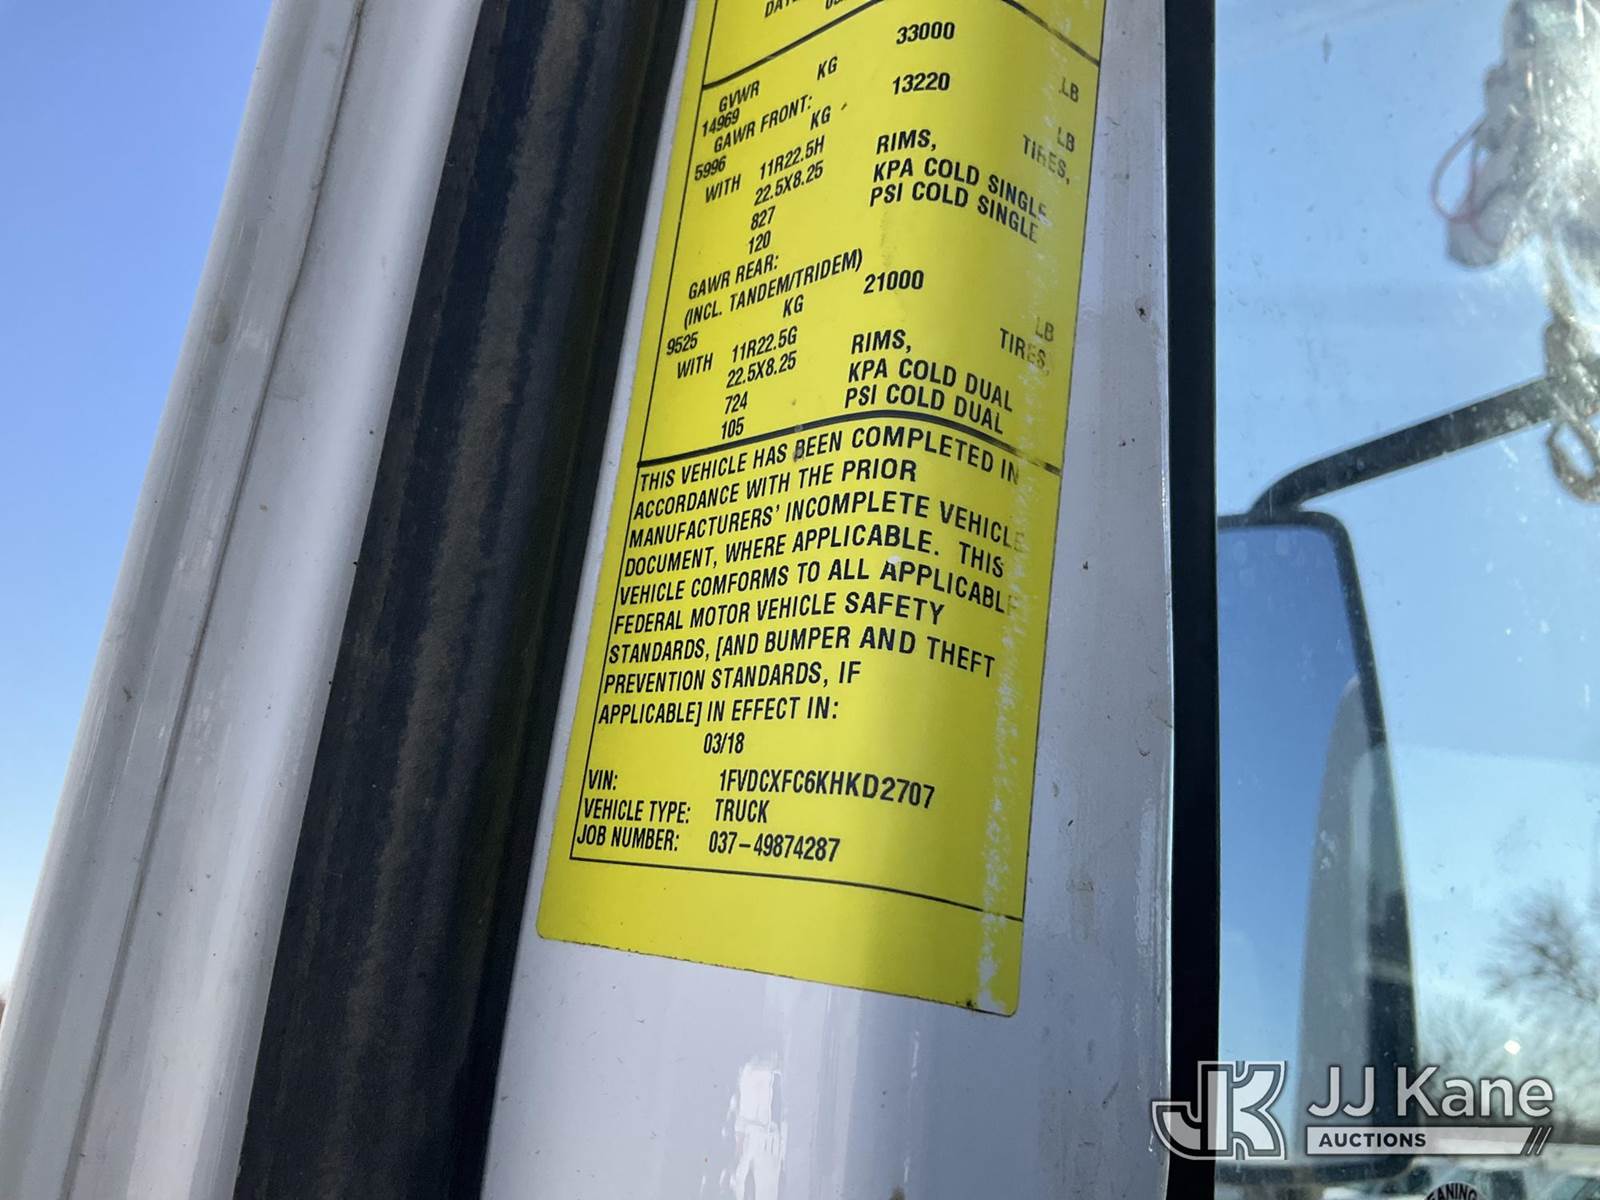 GVWR KG 33000 LB
14969
GAWR FRONT: 13220 LB
5996 KG
WITH 11R22.5H RIMS, TIRES,
22.5X8.25 KPA COLD SINGLE,
827 PSI COLD SINGLE
120
GAWR REAR:
(INCL. TANDEM/TRIDEM) 21000 LB
9525 KG
WITH 11R22.5G RIMS, TIRES,
22.5X8.25 KPA COLD DUAL
724 PSI COLD DUAL
105
THIS VEHICLE HAS BEEN COMPLETED IN
ACCORDANCE WITH THE PRIOR
MANUFACTURERS' INCOMPLETE VEHICLE
DOCUMENT, WHERE APPLICABLE. THIS
VEHICLE COMFORMS TO ALL APPLICABLE
FEDERAL MOTOR VEHICLE SAFETY
STANDARDS, [AND BUMPER AND THEFT
PREVENTION STANDARDS, IF
APPLICABLE] IN EFFECT IN:
03/18
VIN: 1FVDCXFC6KHKD2707
VEHICLE TYPE: TRUCK
JOB NUMBER: 037-49874287
JK JJ Kane
AUCTIONS